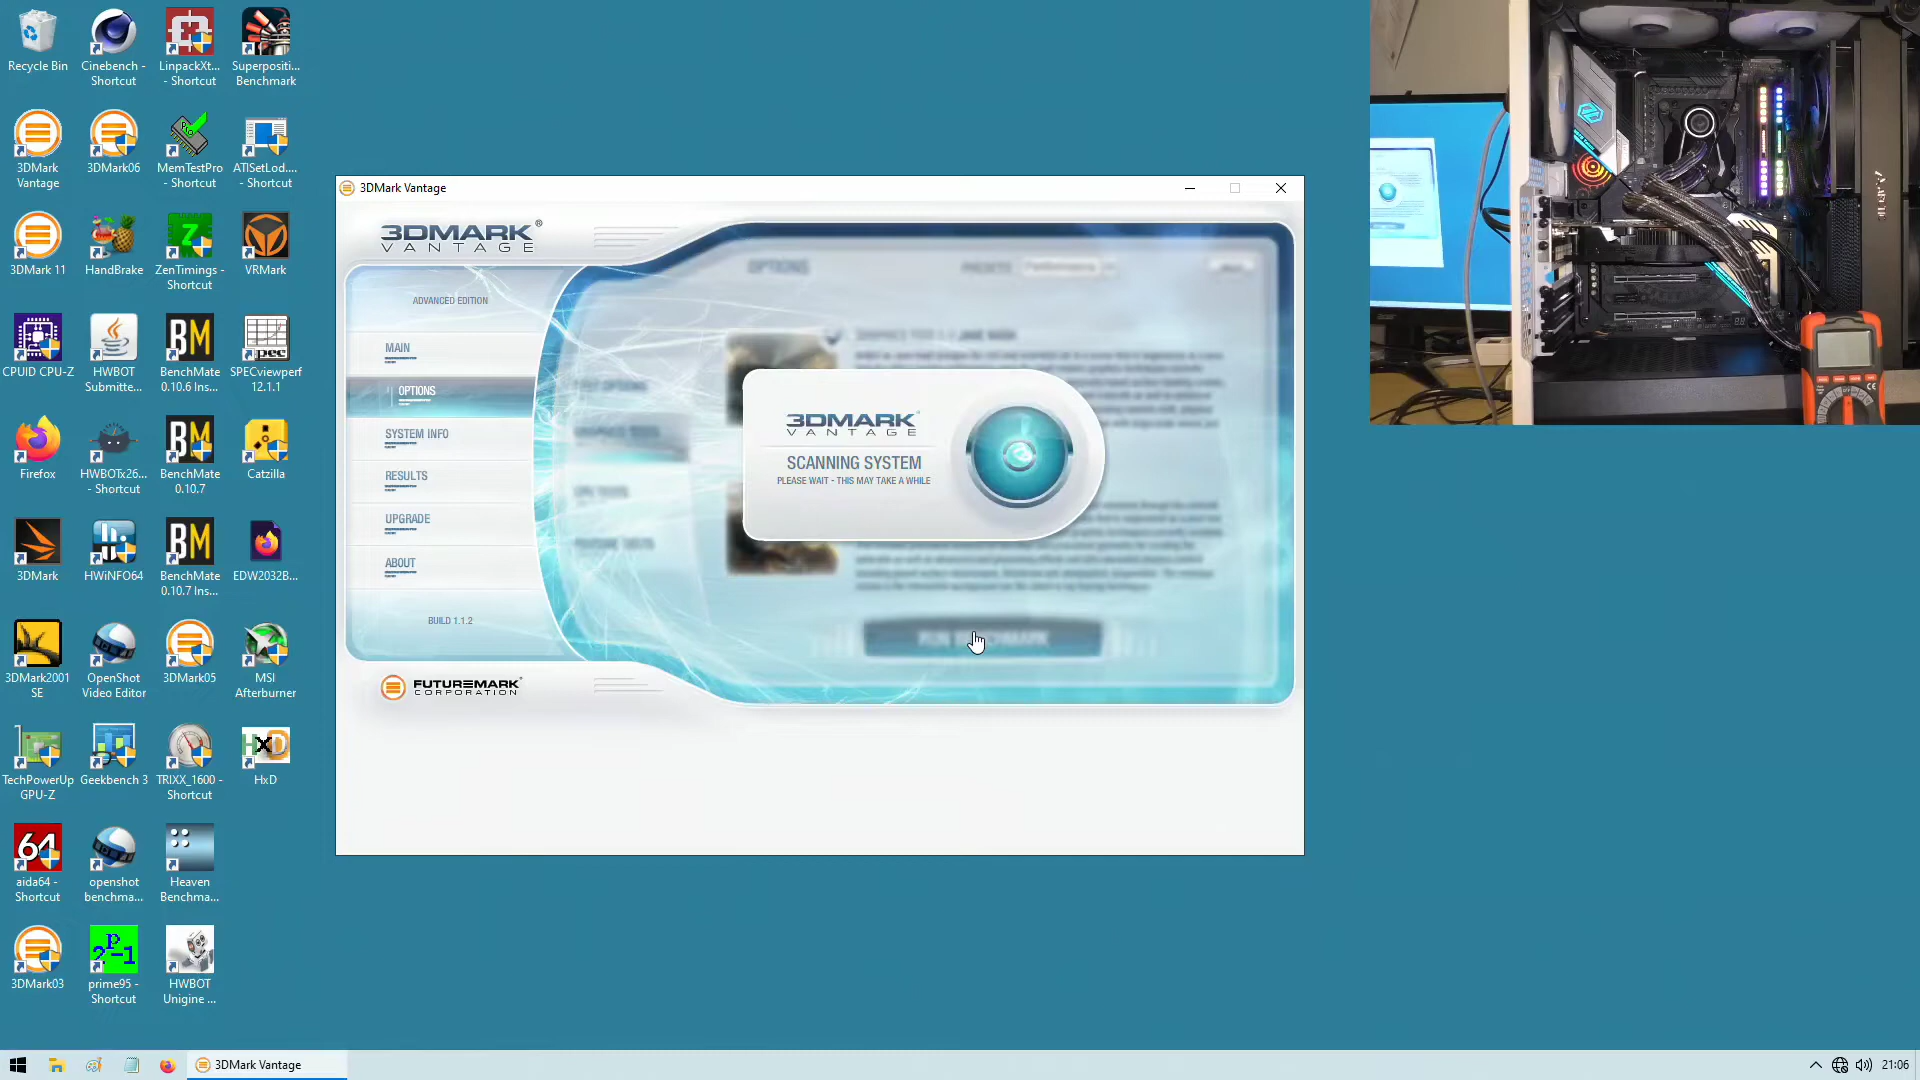 Recycle Bin
Cinebench -
Shortcut
LinpackXt...
- Shortcut
Superpositi...
Benchmark
3DMark
Vantage
3DMark06
MemTestPro
- Shortcut
ATISetLod....
- Shortcut
3DMark 11
HandBrake
ZenTimings -
Shortcut
VRMark
CPUID CPU-Z
HWBOT
Submitte...
BenchMate
0.10.6 Ins...
SPECviewperf
12.1.1
Firefox
HWBOTx26...
- Shortcut
BenchMate
0.10.7
Catzilla
3DMark
HWiNFO64
BenchMate
0.10.7 Ins...
EDW2032B...
3DMark2001
SE
OpenShot
Video Editor
3DMark05
MSI
Afterburner
TechPowerUp
GPU-Z
Geekbench 3
TRIXX_1600 -
Shortcut
HxD
aida64 -
Shortcut
openshot
benchma...
Heaven
Benchma...
3DMark03
prime95 -
Shortcut
HWBOT
Unigine ...
3DMark Vantage
3DMARK®
VANTAGE
ADVANCED EDITION
MAIN
OPTIONS
SYSTEM INFO
RESULTS
UPGRADE
ABOUT
BUILD 1.1.2
FUTUREMARK®
CORPORATION
OPTIONS
PRESETS
3DMARK®
VANTAGE
SCANNING SYSTEM
PLEASE WAIT - THIS MAY TAKE A WHILE
RUN BENCHMARK
3DMark Vantage
21:06